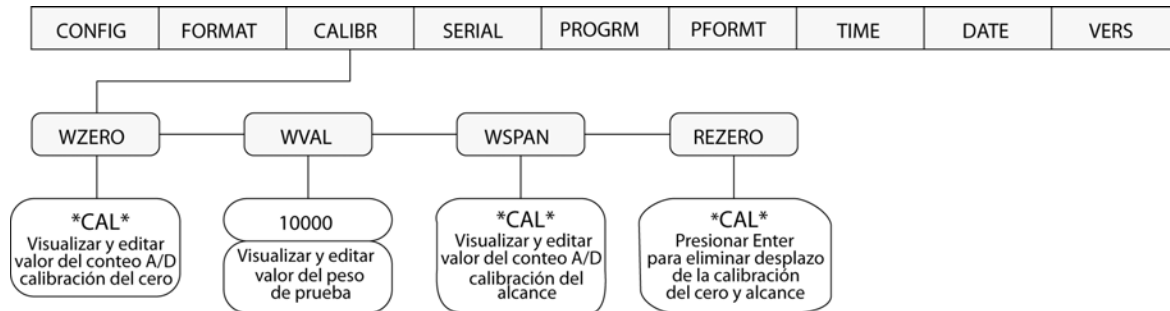 CONFIG FORMAT CALIBR SERIAL PROGRM PFORMT TIME DATE VERS
WZERO WVAL WSPAN REZERO
*CAL*
Visualizar y editar
valor del conteo A/D
calibración del cero
10000
Visualizar y editar
valor del peso
de prueba
*CAL*
Visualizar y editar
valor del conteo A/D
calibración del
alcance
*CAL*
Presionar Enter
para eliminar desplazo
de la calibración
del cero y alcance